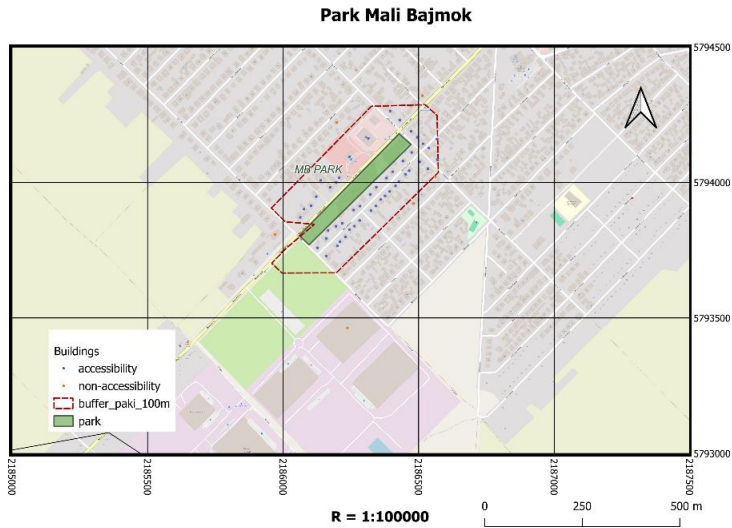 Park Mali Bajmok
5794500
5794000
5793500
5793000
MB PARK
Buildings
accessibility
non-accessibility
buffer_paki_100m
park
2185000
2185500
2186000
2186500
2187000
2187500
R = 1:100000
0 250 500 m